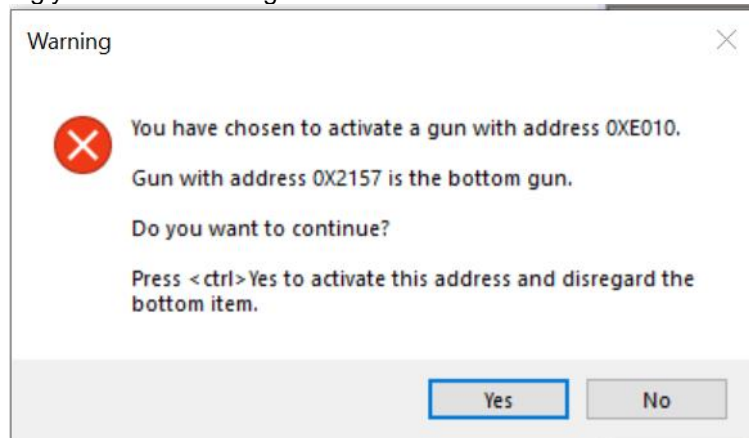 Warning
You have chosen to activate a gun with address 0XE010.
Gun with address 0X2157 is the bottom gun.
Do you want to continue?
Press <ctrl>Yes to activate this address and disregard the
bottom item.
Yes
No